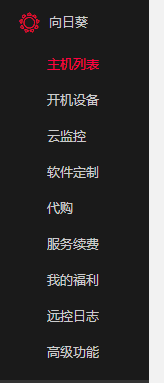 向日葵
主机列表
开机设备
云监控
软件定制
代购
服务续费
我的福利
远控日志
高级功能